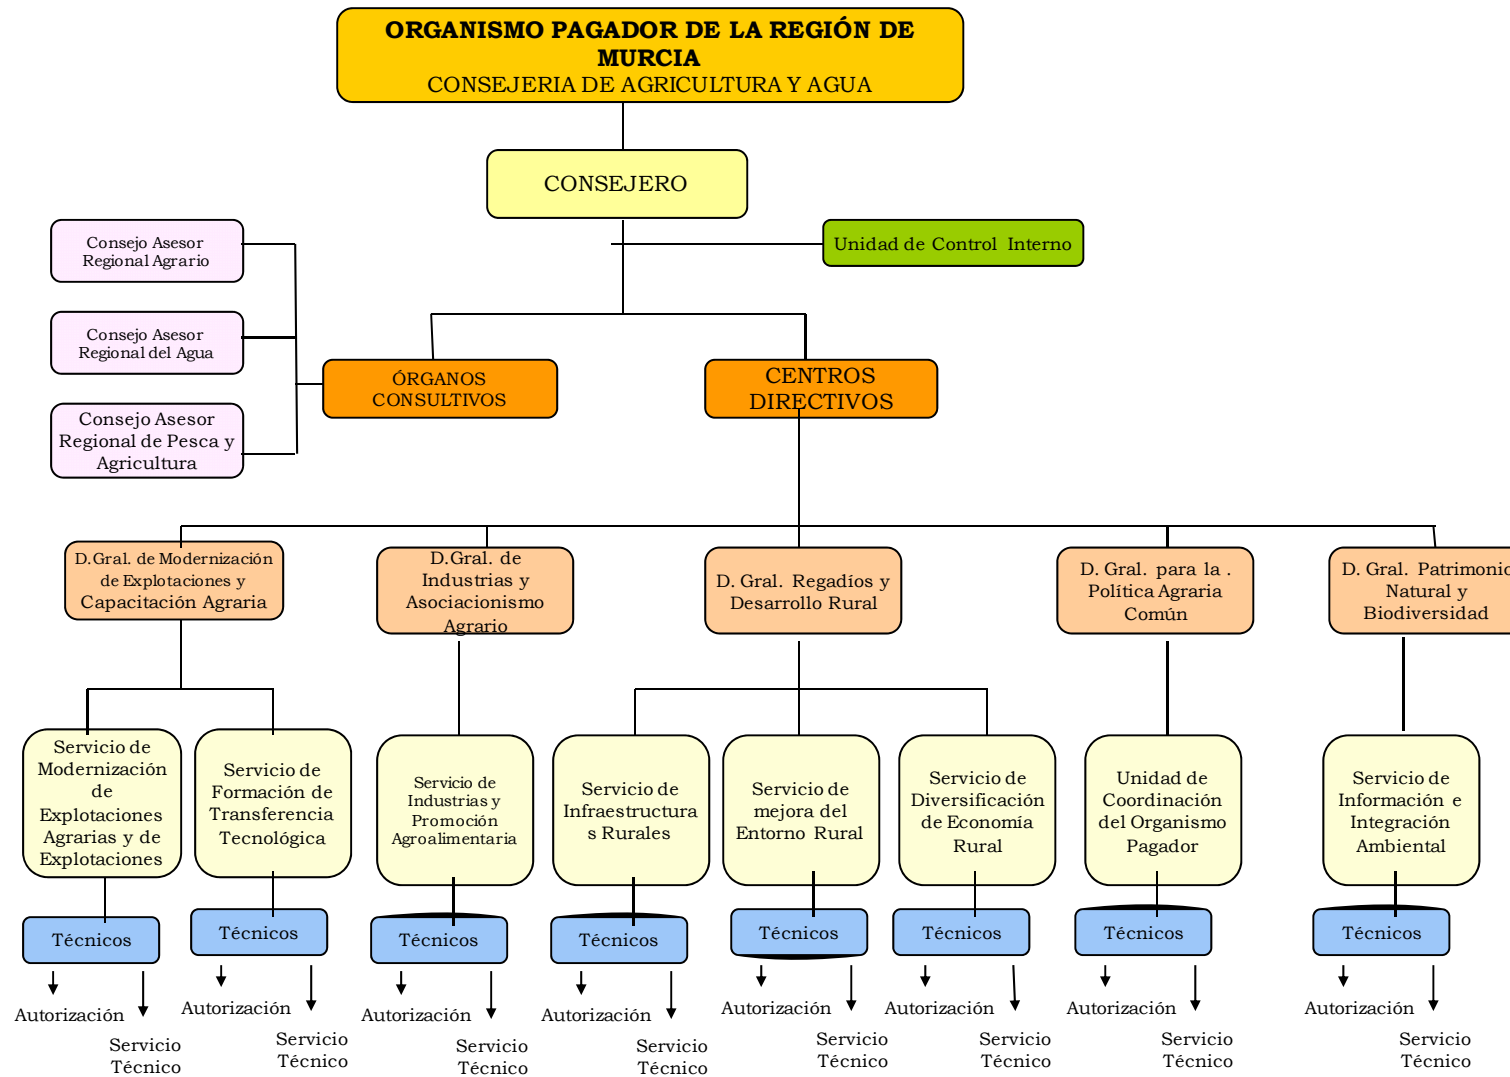 ORGANISMO PAGADOR DE LA REGIÓN DE
MURCIA
CONSEJERIA DE AGRICULTURA Y AGUA
CONSEJERO
Unidad de Control Interno
Consejo Asesor
Regional Agrario
Consejo Asesor
Regional del Agua
Consejo Asesor
Regional de Pesca y
Agricultura
ÓRGANOS
CONSULTIVOS
CENTROS
DIRECTIVOS
D.Gral. de Modernización
de Explotaciones y
Capacitación Agraria
D.Gral. de
Industrias y
Asociacionismo
Agrario
D. Gral. Regadíos y
Desarrollo Rural
D. Gral. para la .
Política Agraria
Común
D. Gral. Patrimonio
Natural y
Biodiversidad
Servicio de
Modernización
de
Explotaciones
Agrarias y de
Explotaciones
Servicio de
Formación de
Transferencia
Tecnológica
Servicio de
Industrias y
Promoción
Agroalimentaria
Servicio de
Infraestructura
s Rurales
Servicio de
mejora del
Entorno Rural
Servicio de
Diversificación
de Economía
Rural
Unidad de
Coordinación
del Organismo
Pagador
Servicio de
Información e
Integración
Ambiental
Técnicos
Técnicos
Técnicos
Técnicos
Técnicos
Técnicos
Técnicos
Técnicos
Autorización
Servicio
Técnico
Autorización
Servicio
Técnico
Autorización
Servicio
Técnico
Autorización
Servicio
Técnico
Autorización
Servicio
Técnico
Autorización
Servicio
Técnico
Autorización
Servicio
Técnico
Autorización
Servicio
Técnico